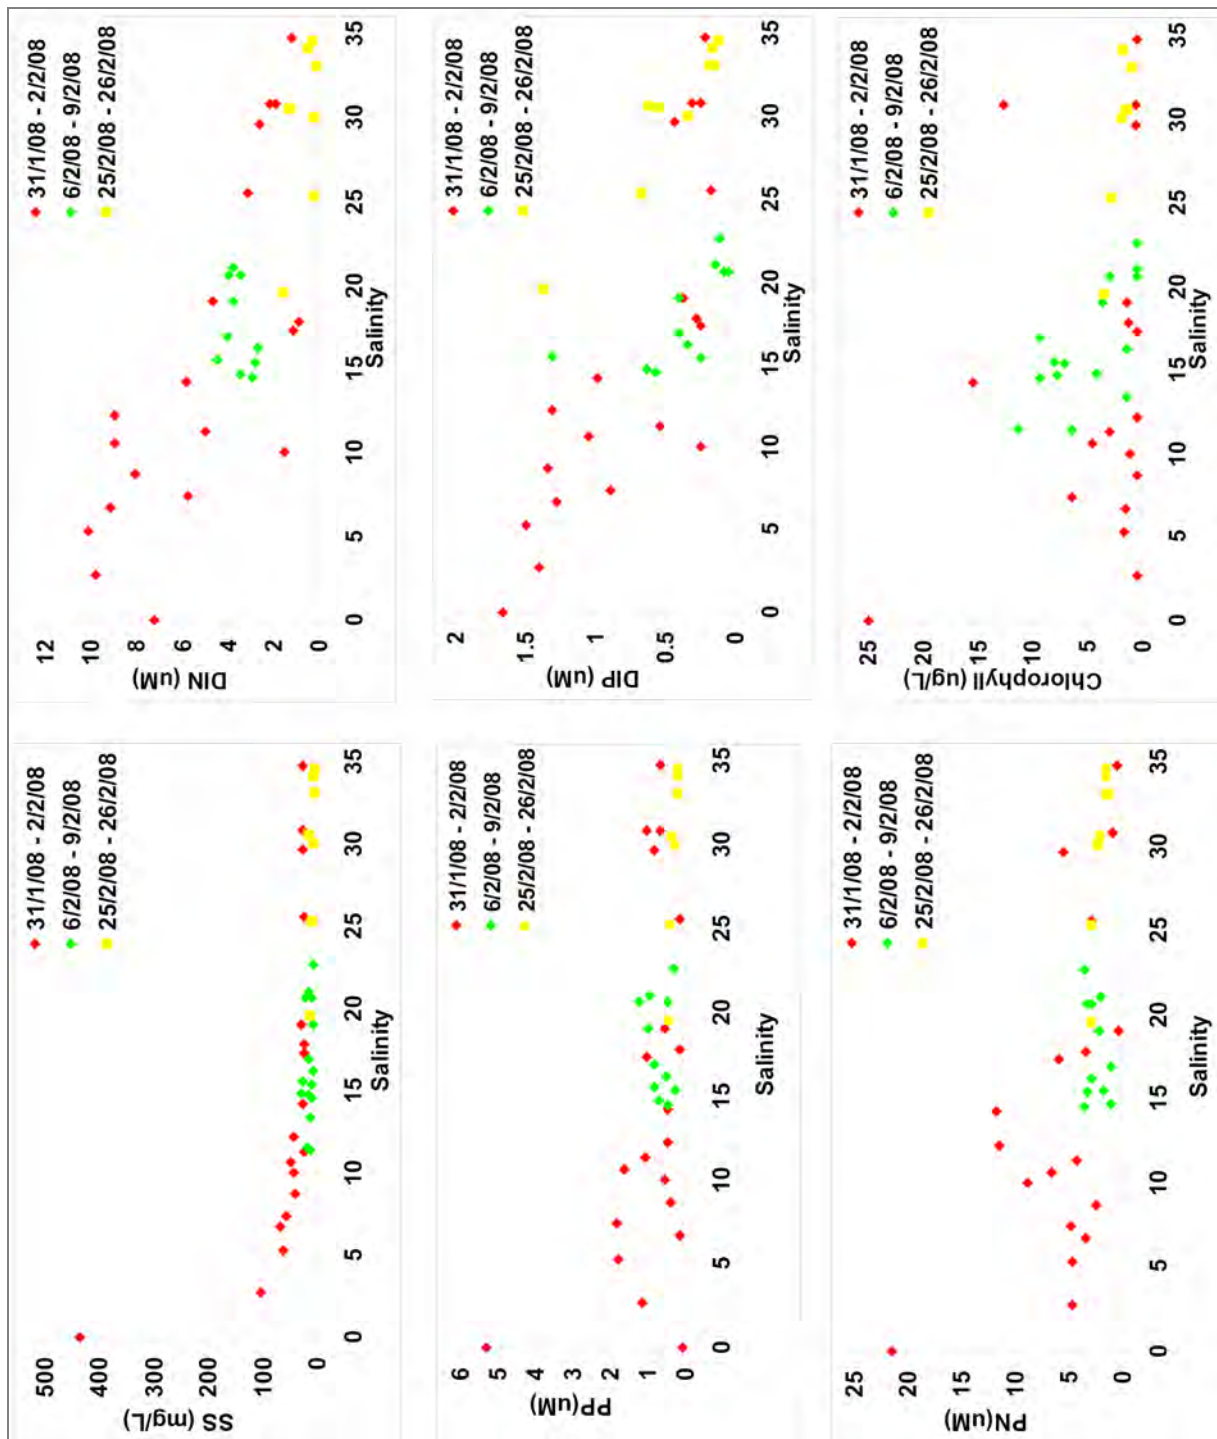 SS (mg/L)
500
400
300
200
100
0
31/1/08 - 2/2/08
6/2/08 - 9/2/08
25/2/08 - 26/2/08
0 5 10 15 20 25 30 35
Salinity
DIN (uM)
12
10
8
6
4
2
0
31/1/08 - 2/2/08
6/2/08 - 9/2/08
25/2/08 - 26/2/08
0 5 10 15 20 25 30 35
Salinity
PP(uM)
6
5
4
3
2
1
0
31/1/08 - 2/2/08
6/2/08 - 9/2/08
25/2/08 - 26/2/08
0 5 10 15 20 25 30 35
Salinity
DIP (uM)
2
1.5
1
0.5
0
31/1/08 - 2/2/08
6/2/08 - 9/2/08
25/2/08 - 26/2/08
0 5 10 15 20 25 30 35
Salinity
PN(uM)
25
20
15
10
5
0
31/1/08 - 2/2/08
6/2/08 - 9/2/08
25/2/08 - 26/2/08
0 5 10 15 20 25 30 35
Salinity
Chlorophyll (ug/L)
25
20
15
10
5
0
31/1/08 - 2/2/08
6/2/08 - 9/2/08
25/2/08 - 26/2/08
0 5 10 15 20 25 30 35
Salinity